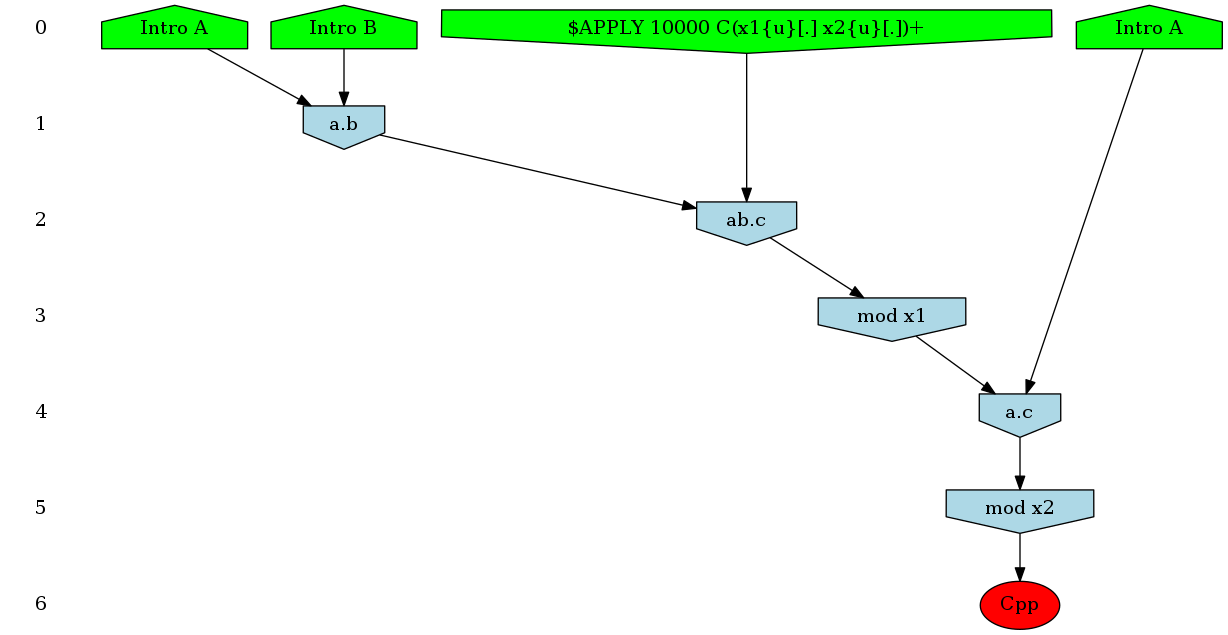 0
Intro A
Intro B
$APPLY 10000 C(x1{u}[.] x2{u}[.])+
Intro A
1
a.b
2
ab.c
3
mod x1
4
a.c
5
mod x2
6
Cpp